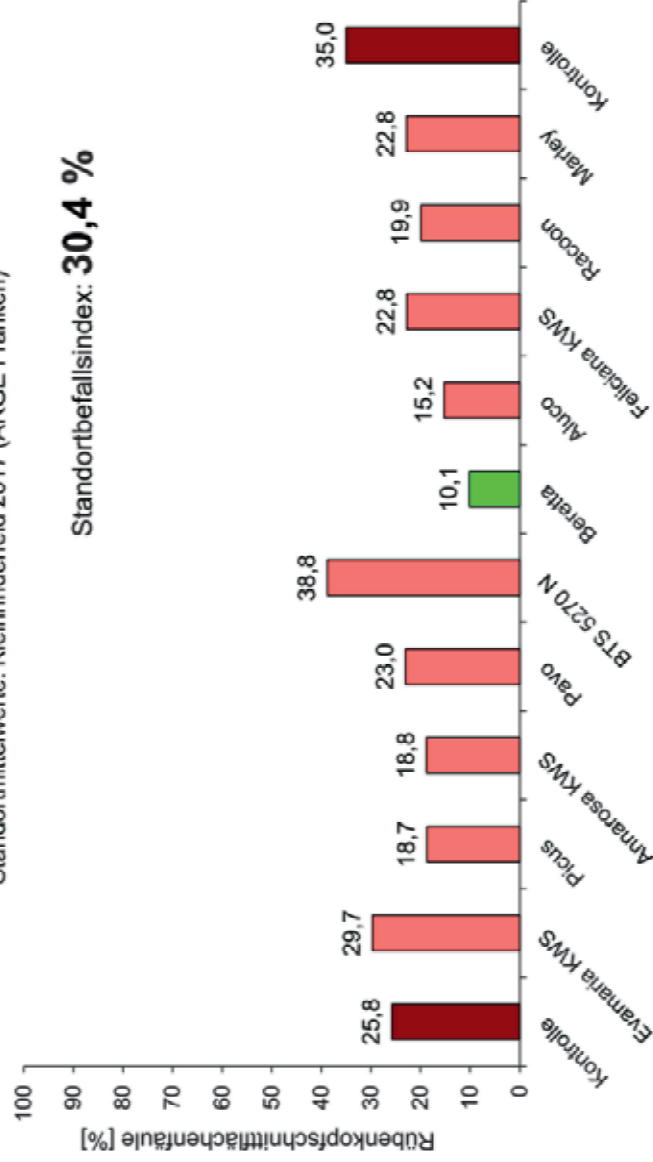 Standortbefallsindex: 30,4 %
Rübenkopfschnittflächenfäule [%]
100
90
80
70
60
50
40
30
20
10
0
25,8
29,7
18,7
18,8
23,0
38,8
10,1
15,2
22,8
19,9
22,8
35,0
Kontrolle
Evamaria KWS
Picus
Annarosa KWS
Pavo
BTS 5270 N
Beretta
Aluco
Feliciana KWS
Racoon
Marley
Kontrolle